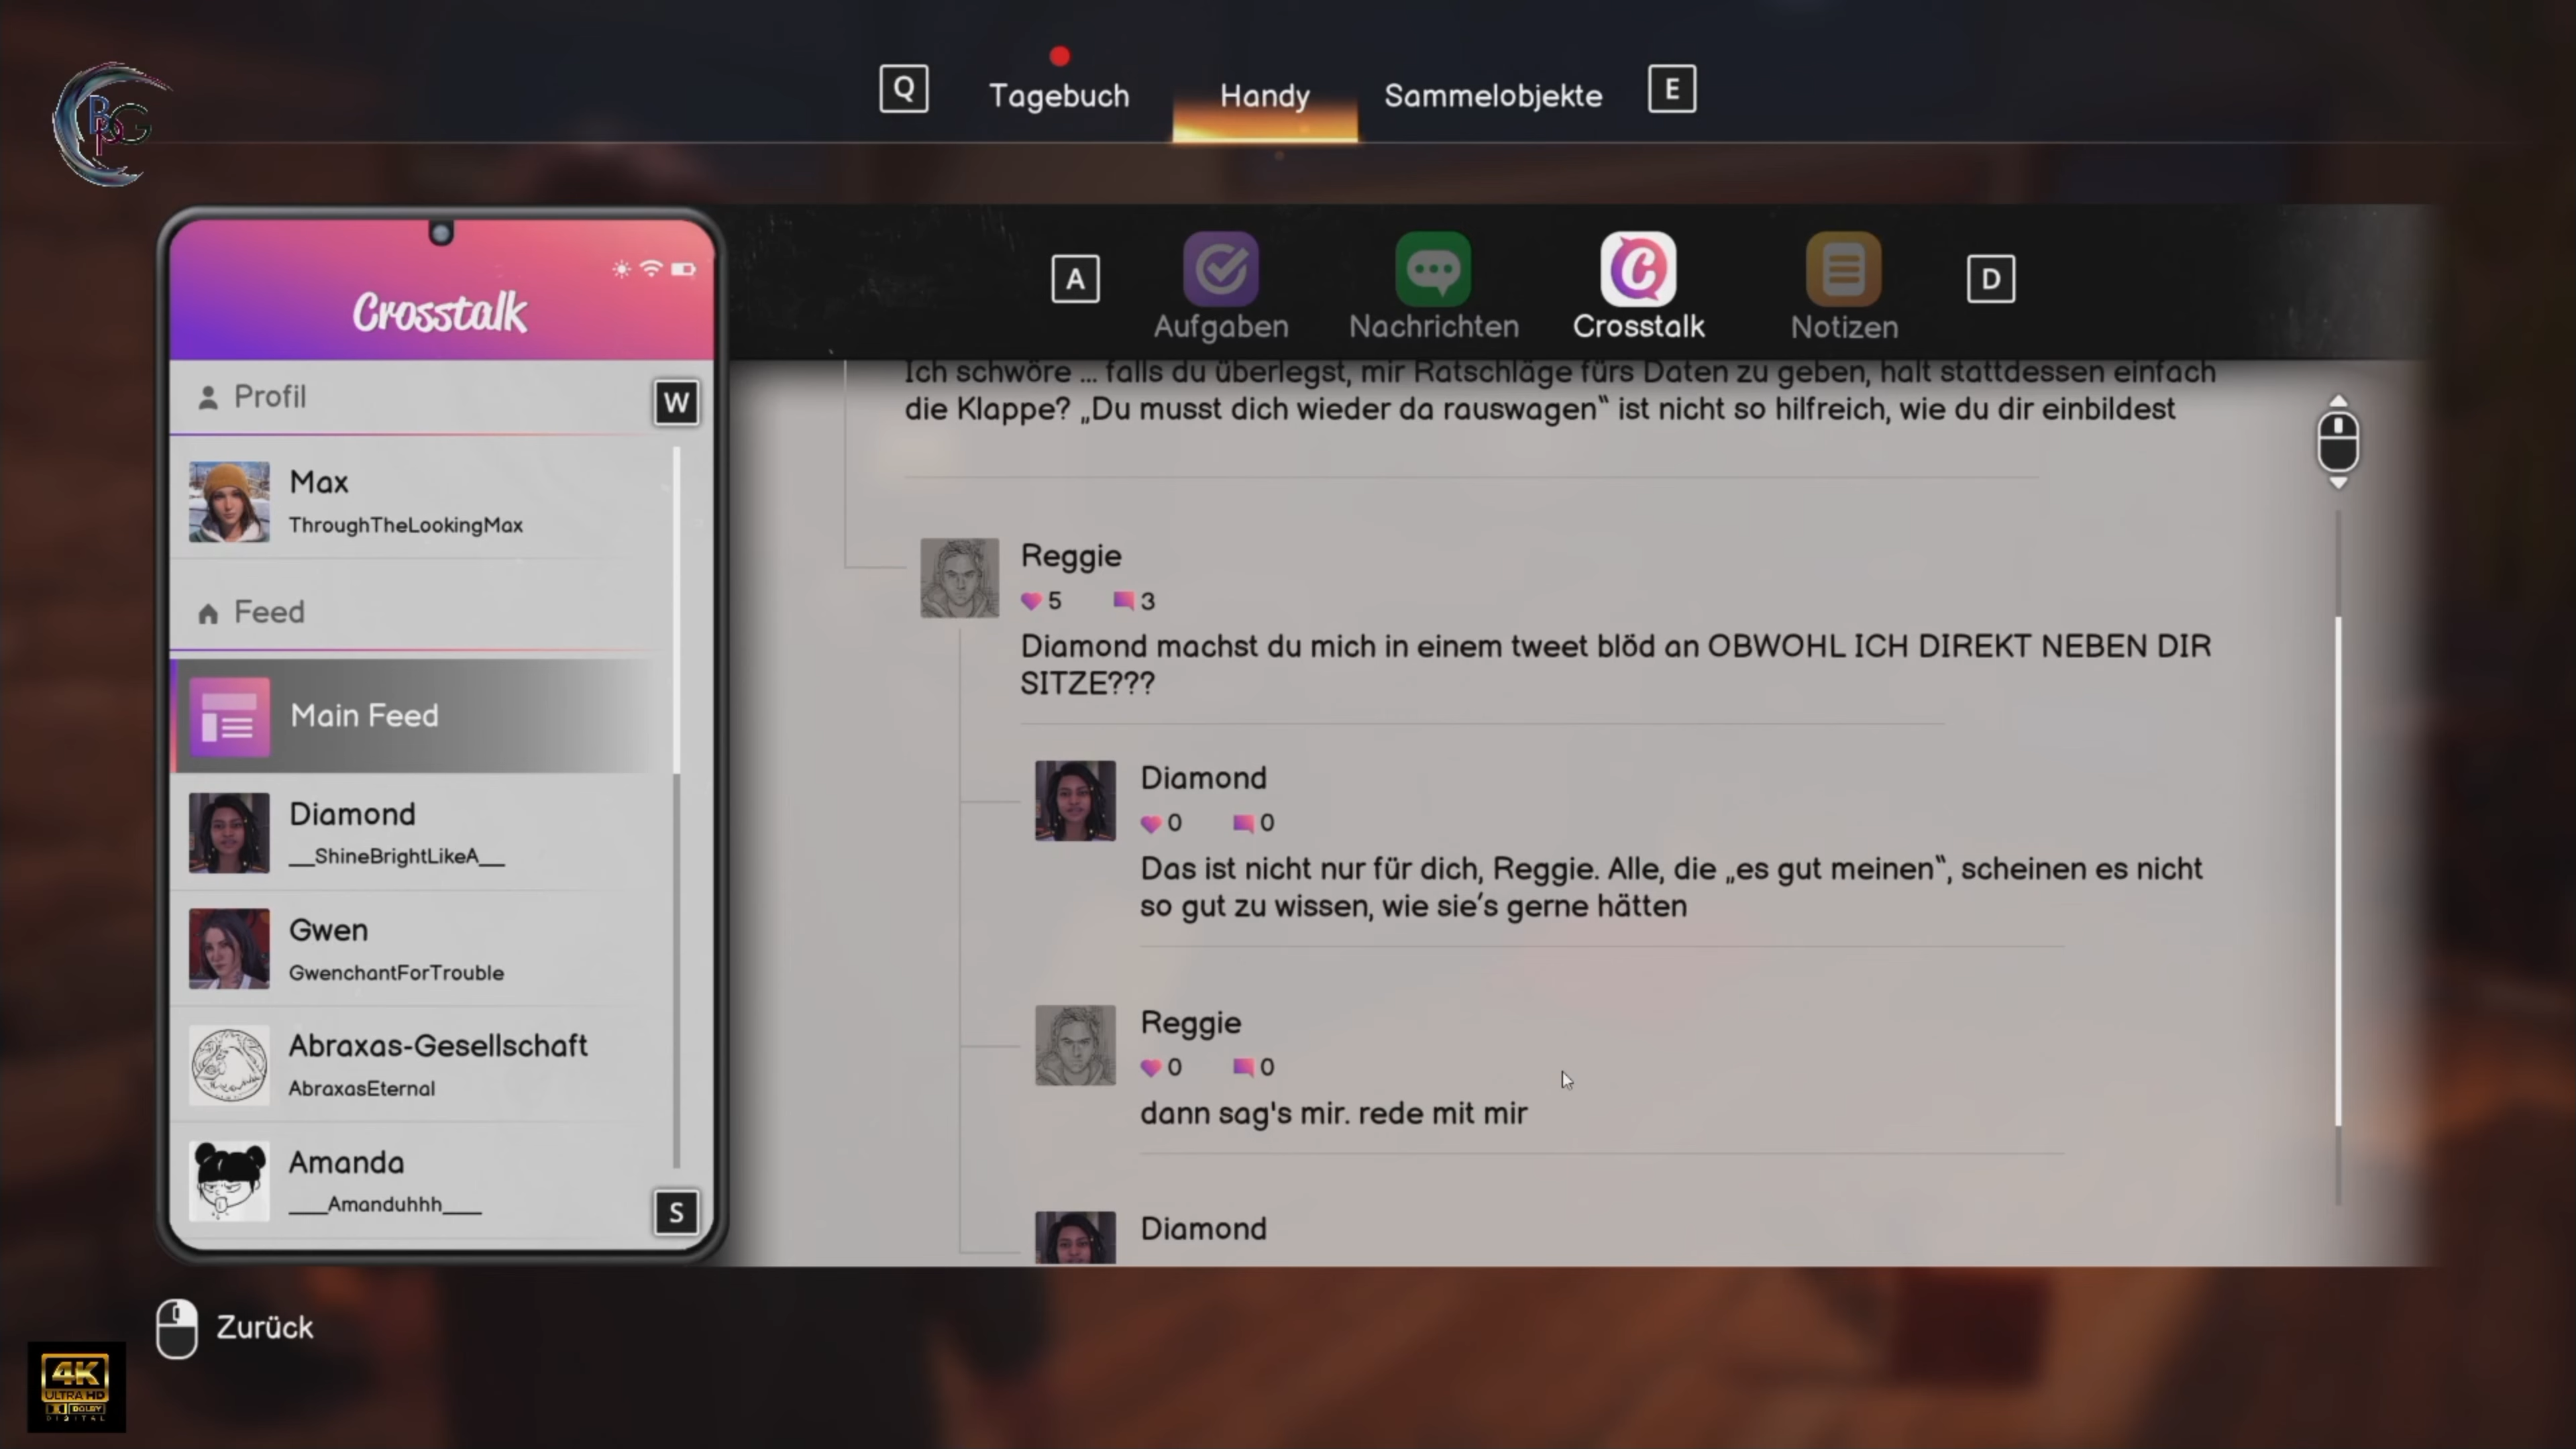 Q
Tagebuch
Handy
Sammelobjekte
E
Crosstalk
A
Aufgaben
Nachrichten
Crosstalk
Notizen
D
Profil
W
Max
ThroughTheLookingMax
Feed
Main Feed
Diamond
__ShineBrightLikeA__
Gwen
GwenchantForTrouble
Abraxas-Gesellschaft
AbraxasEternal
Amanda
___Amanduhhh___
S
Ich schwöre ... falls du überlegst, mir Ratschläge fürs Daten zu geben, halt stattdessen einfach
die Klappe? „Du musst dich wieder da rauswagen‟ ist nicht so hilfreich, wie du dir einbildest
Reggie
5 3
Diamond machst du mich in einem tweet blöd an OBWOHL ICH DIREKT NEBEN DIR
SITZE???
Diamond
0 0
Das ist nicht nur für dich, Reggie. Alle, die „es gut meinen‟, scheinen es nicht
so gut zu wissen, wie sie's gerne hätten
Reggie
0 0
dann sag's mir. rede mit mir
Diamond
Zurück
4K
ULTRA HD
DOLBY
DIGITAL